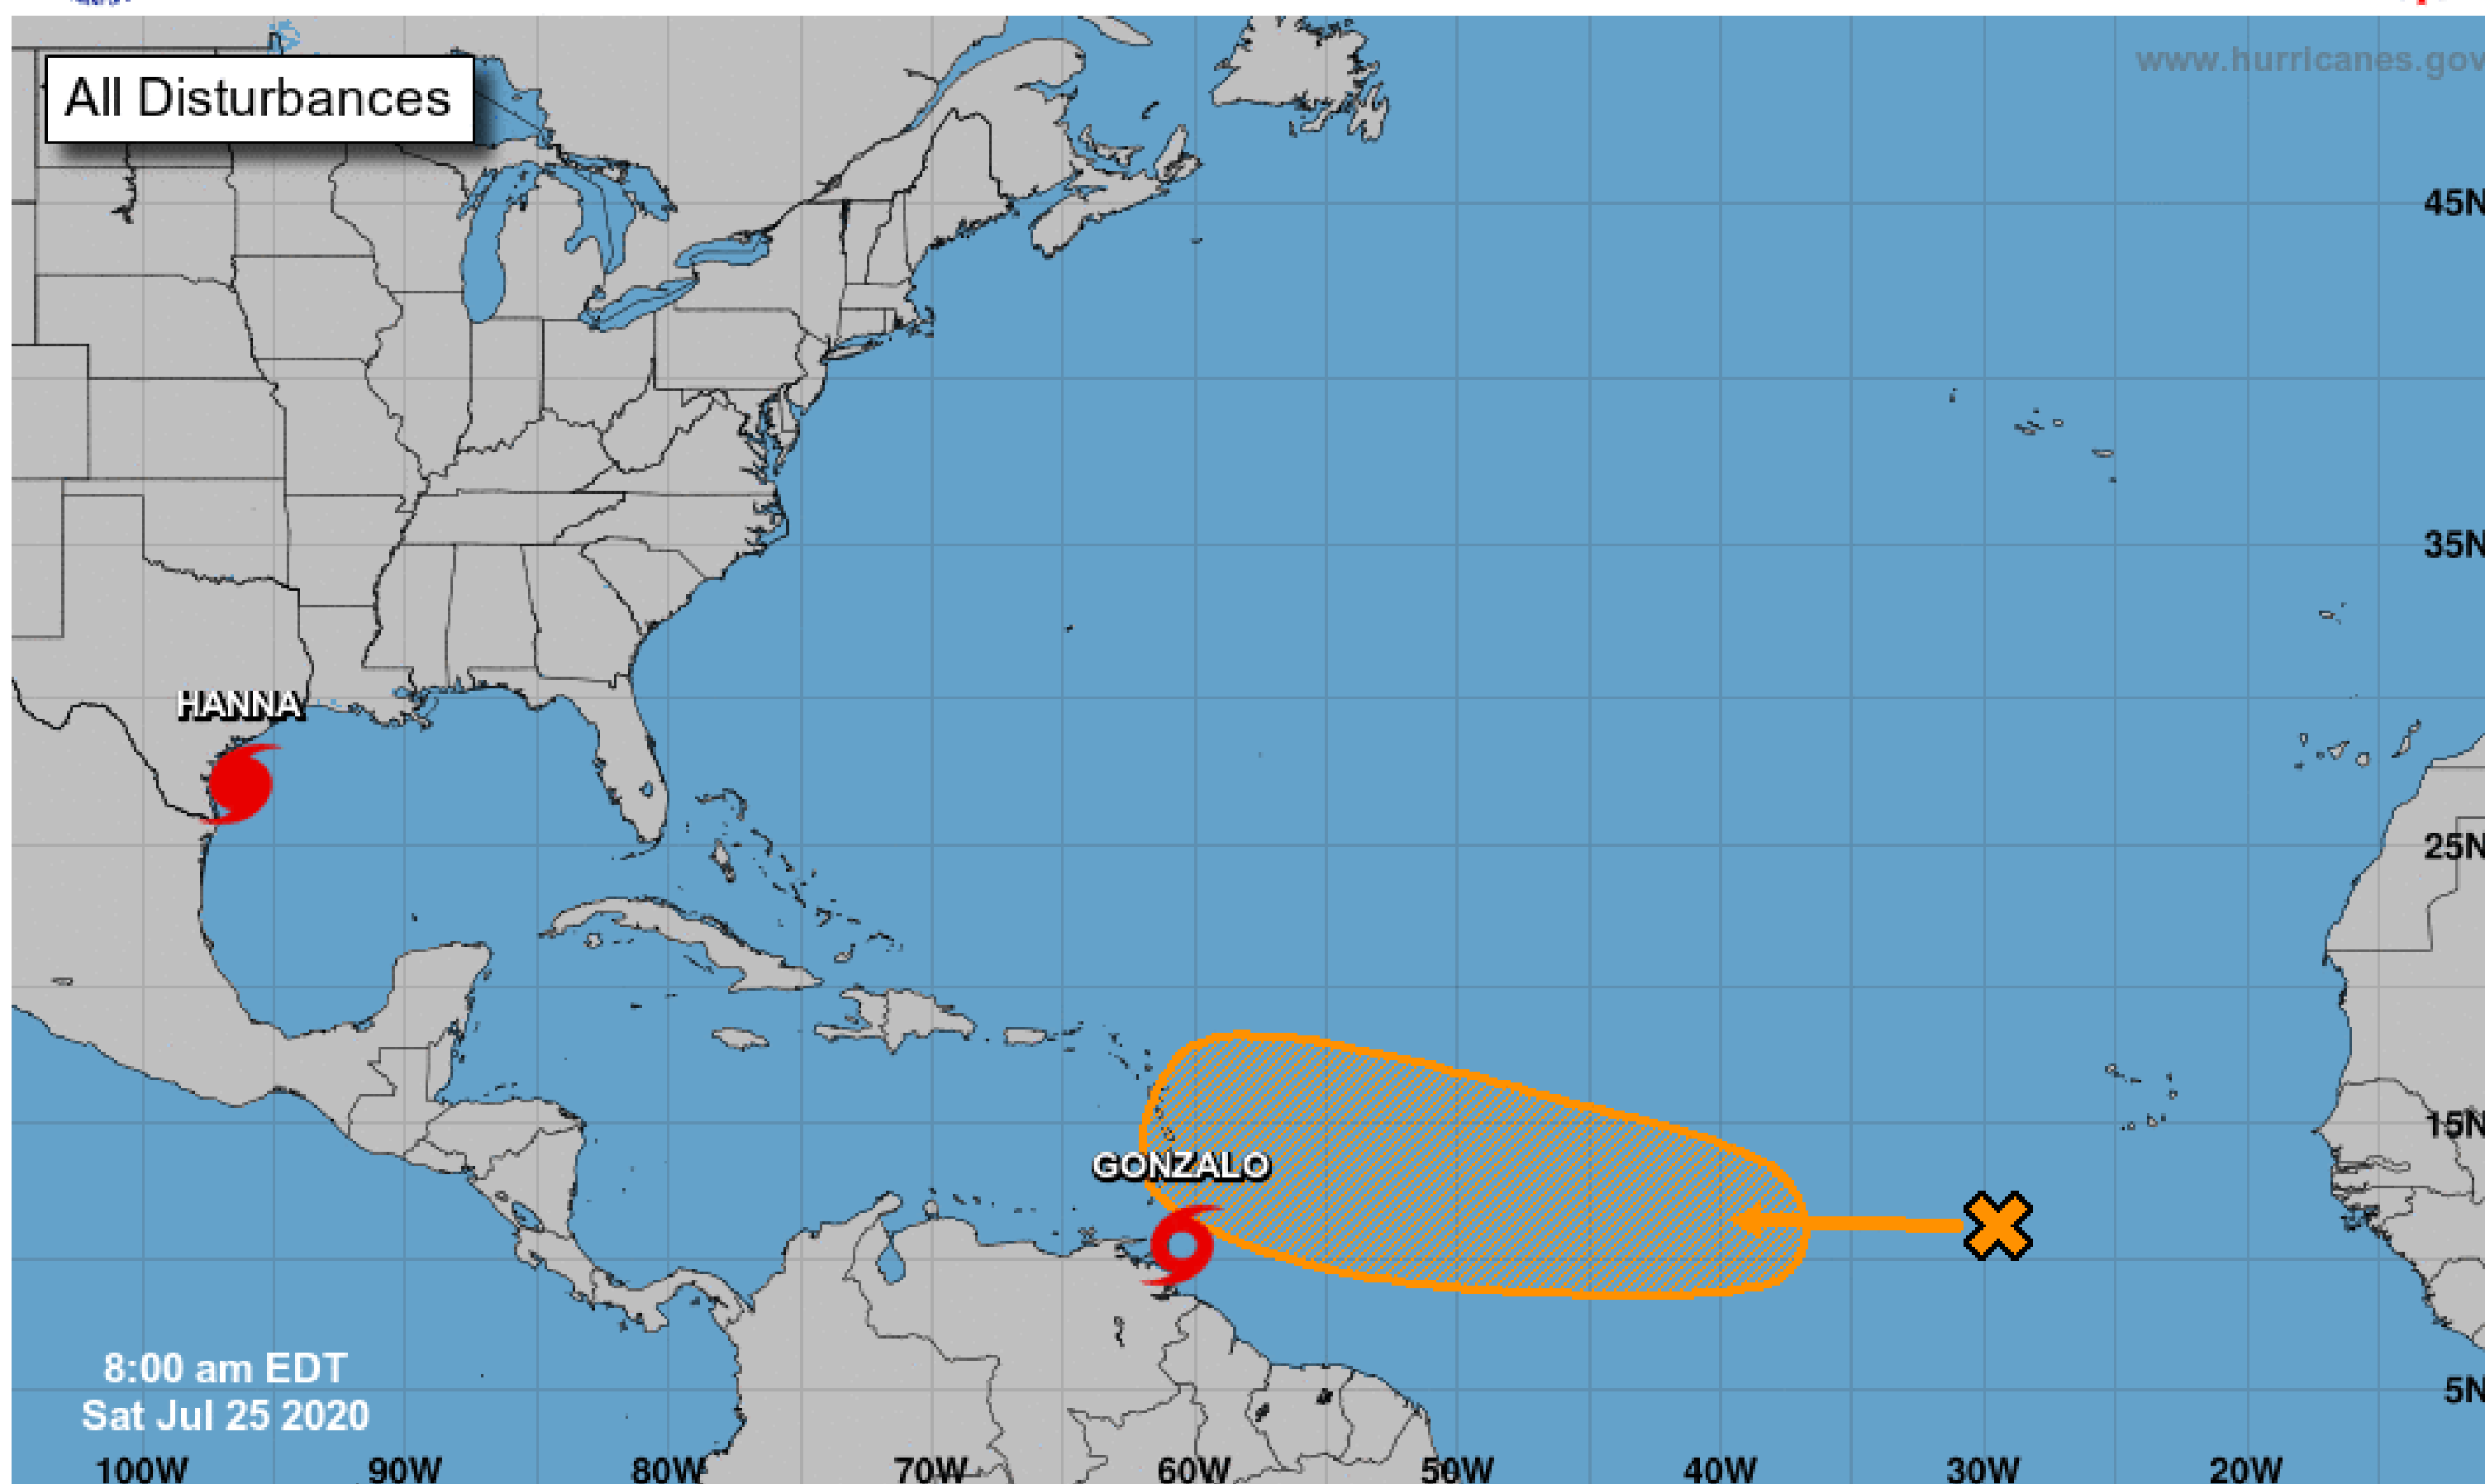 All Disturbances
www.hurricanes.gov
45N
35N
HANNA
25N
15N
GONZALO
8:00 am EDT
Sat Jul 25 2020
5N
100W 90W 80W 70W 60W 50W 40W 30W 20W